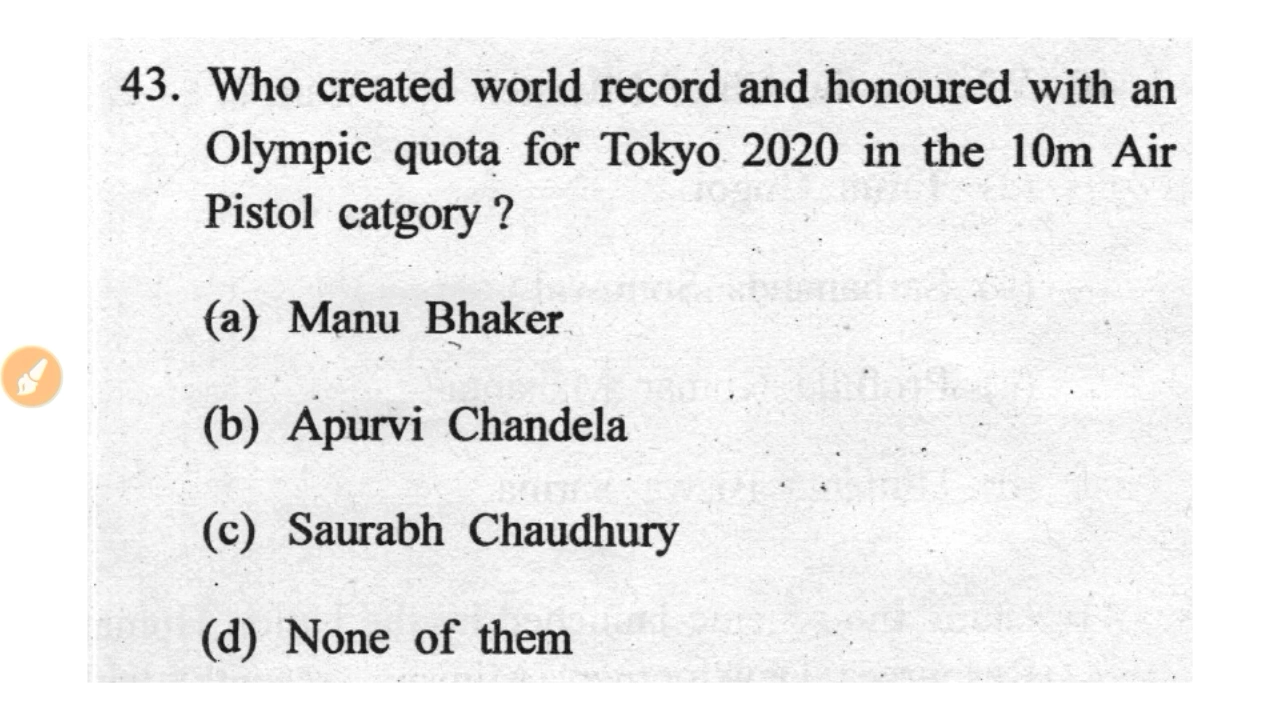 43. Who created world record and honoured with an
Olympic quota for Tokyo 2020 in the 10m Air
Pistol catgory ?
(a) Manu Bhaker
(b) Apurvi Chandela
(c) Saurabh Chaudhury
(d) None of them